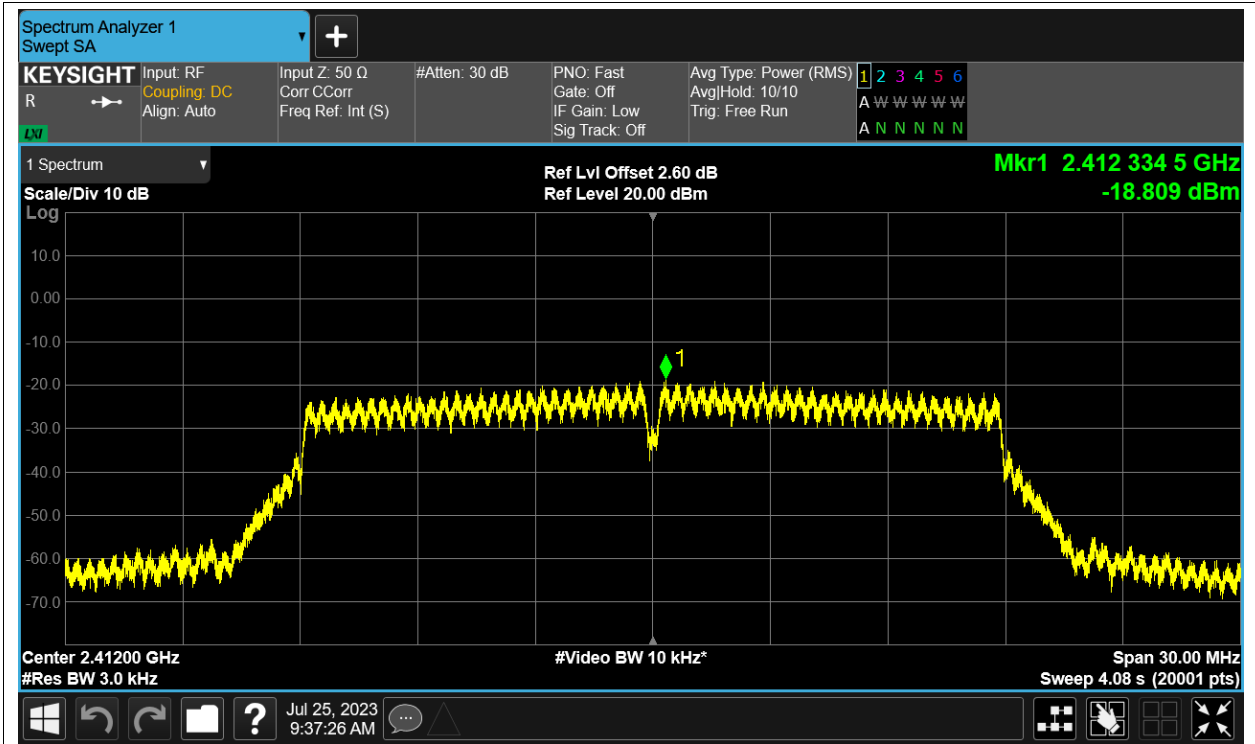 Spectrum Analyzer 1
Swept SA
KEYSIGHT
R
LXI
Input: RF
Coupling: DC
Align: Auto
Input Z: 50 Ω
Corr CCorr
Freq Ref: Int (S)
#Atten: 30 dB
PNO: Fast
Gate: Off
IF Gain: Low
Sig Track: Off
Avg Type: Power (RMS)
Avg|Hold: 10/10
Trig: Free Run
1 2 3 4 5 6
A W W W W W
A N N N N N
1 Spectrum
Scale/Div 10 dB
Ref Lvl Offset 2.60 dB
Ref Level 20.00 dBm
Mkr1 2.412 334 5 GHz
-18.809 dBm
Log
10.0
0.00
-10.0
1
-20.0
-30.0
-40.0
-50.0
-60.0
-70.0
Center 2.41200 GHz
#Res BW 3.0 kHz
#Video BW 10 kHz*
Span 30.00 MHz
Sweep 4.08 s (20001 pts)
?
Jul 25, 2023
9:37:26 AM